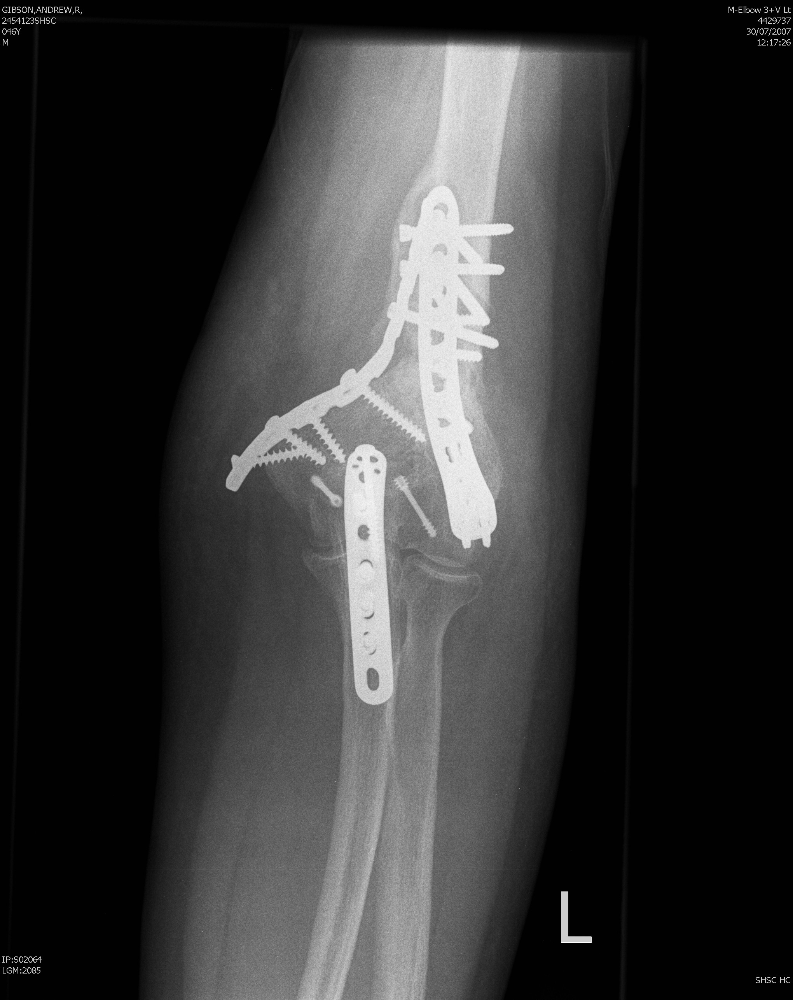 GIBSON,ANDREW,R,
2454123SHSC
046Y
M
M-Elbow 3+V Lt
4429737
30/07/2007
12:17:26
L
IP:S02064
LGM:2085
SHSC HC